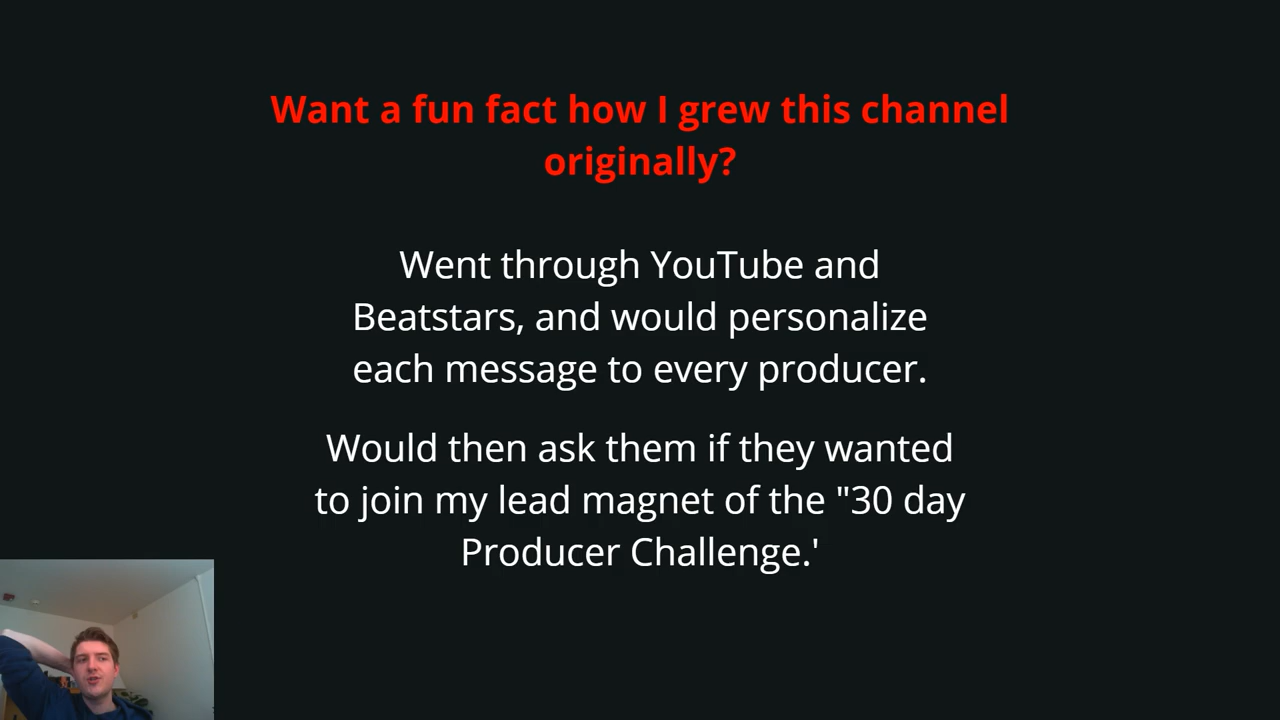 Want a fun fact how I grew this channel
originally?
Went through YouTube and
Beatstars, and would personalize
each message to every producer.
Would then ask them if they wanted
to join my lead magnet of the "30 day
Producer Challenge.'